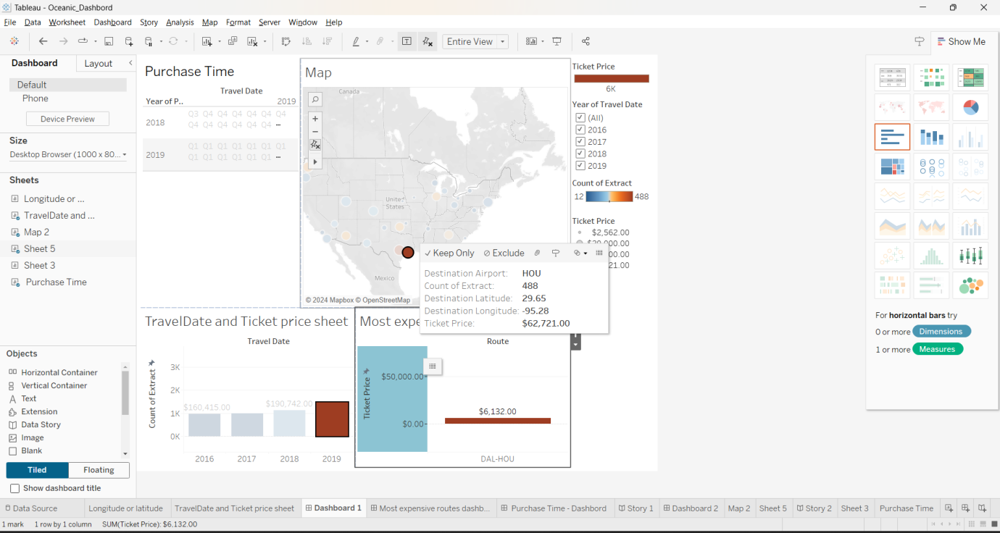 Tableau - Oceanic_Dashbord
File Data Worksheet Dashboard Story Analysis Map Format Server Window Help
Entire View
Show Me
Dashboard Layout
Default
Phone
Device Preview
Size
Desktop Browser (1000 x 80...
Sheets
Longitude or ...
TravelDate and ...
Map 2
Sheet 5
Sheet 3
Purchase Time
Objects
Horizontal Container
Vertical Container
Text
Extension
Data Story
Image
Blank
Tiled Floating
Show dashboard title
Purchase Time
Travel Date
Year of P.. 2019
2018
Q3 Q4 Q4 Q4 Q4 Q4 Q4
Q4 Q4 Q4 Q4 Q4 Q4
2019
Q1 Q1 Q1 Q1 Q1 Q1 Q1
Q1 Q1 Q1 Q1 Q1 Q1
Map
Canada
United
States
Mexico
© 2024 Mapbox © OpenStreetMap
Keep Only Exclude
Destination Airport: HOU
Count of Extract: 488
Destination Latitude: 29.65
Destination Longitude: -95.28
Ticket Price: $62,721.00
Ticket Price
6K
Year of Travel Date
(All)
2016
2017
2018
2019
Count of Extract
12 488
Ticket Price
$2,562.00
$20,000.00
00.00
21.00
TravelDate and Ticket price sheet
Travel Date
Count of Extract
3K
2K
1K
0K
$160,415.00
$190,742.00
2016 2017 2018 2019
Most expe
Route
Ticket Price
$50,000.00
$0.00
$6,132.00
DAL-HOU
For horizontal bars try
0 or more Dimensions
1 or more Measures
Data Source Longitude or latitude TravelDate and Ticket price sheet Dashboard 1 Most expensive routes dashb... Purchase Time - Dashbord Story 1 Dashboard 2 Map 2 Sheet 5 Story 2 Sheet 3 Purchase Time
1 mark 1 row by 1 column SUM(Ticket Price): $6,132.00